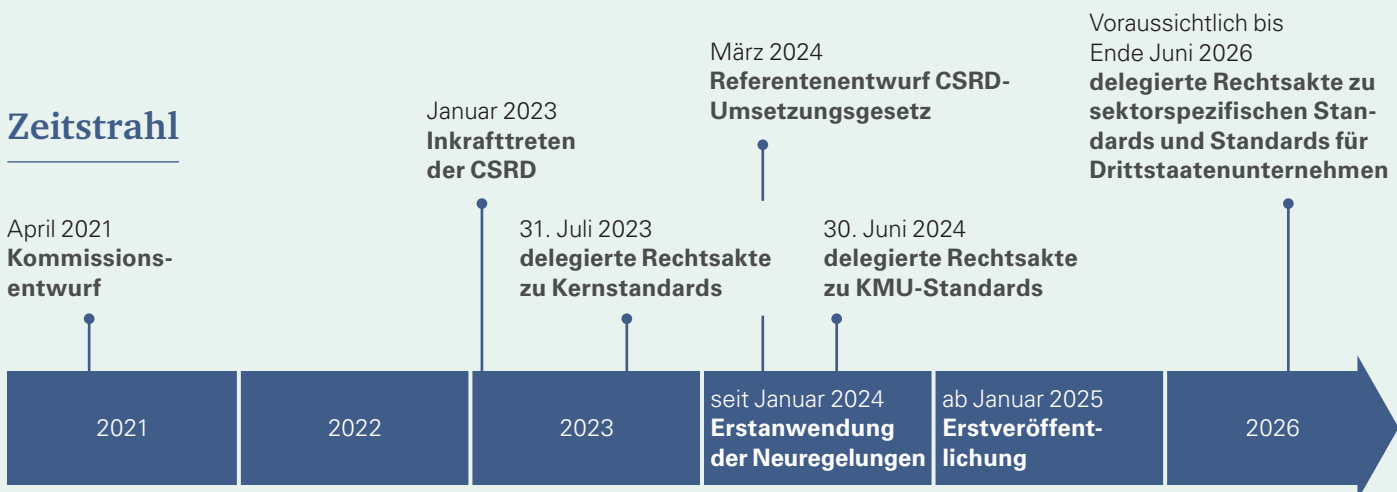 Zeitstrahl
April 2021
Kommissions-
entwurf
Januar 2023
Inkrafttreten
der CSRD
31. Juli 2023
delegierte Rechtsakte
zu Kernstandards
März 2024
Referentenentwurf CSRD-
Umsetzungsgesetz
30. Juni 2024
delegierte Rechtsakte
zu KMU-Standards
Voraussichtlich bis
Ende Juni 2026
delegierte Rechtsakte zu
sektorspezifischen Stan-
dards und Standards für
Drittstaatenunternehmen
2021
2022
2023
seit Januar 2024
Erstanwendung
der Neuregelungen
ab Januar 2025
Erstveröffent-
lichung
2026